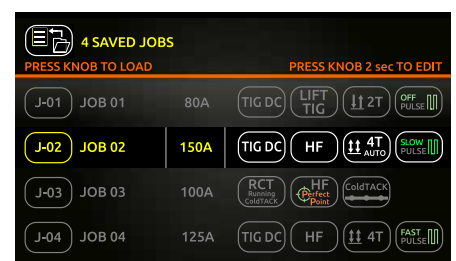 4 SAVED JOBS
PRESS KNOB TO LOAD PRESS KNOB 2 sec TO EDIT
J-01 JOB 01 80A TIG DC LIFT TIG 2T OFF PULSE
J-02 JOB 02 150A TIG DC HF 4T AUTO SLOW PULSE
J-03 JOB 03 100A RCT Running ColdTACK HF Perfect Point ColdTACK
J-04 JOB 04 125A TIG DC HF 4T FAST PULSE